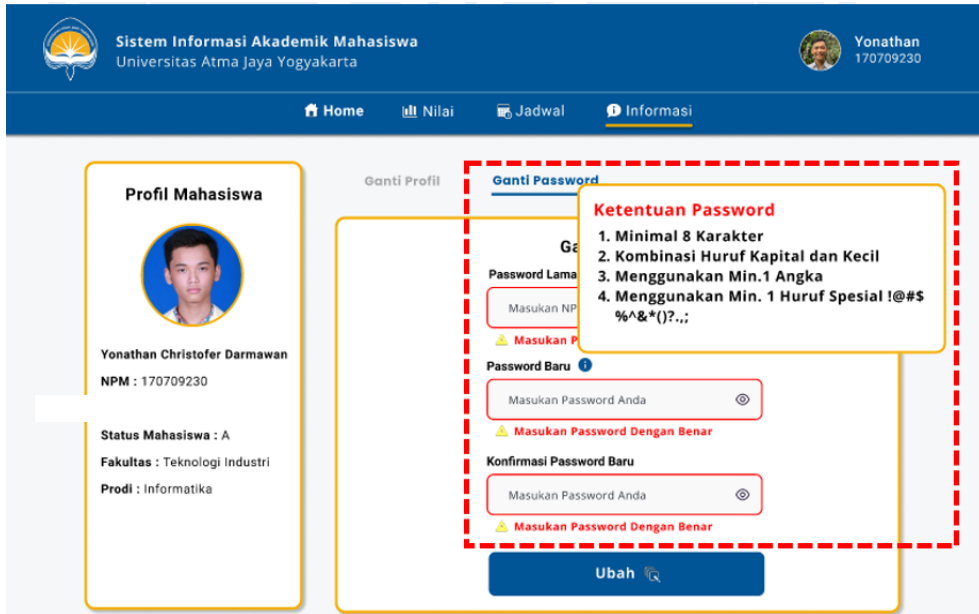 Sistem Informasi Akademik Mahasiswa
Universitas Atma Jaya Yogyakarta
Yonathan
170709230
Home
Nilai
Jadwal
Informasi
Profil Mahasiswa
Yonathan Christofer Darmawan
NPM : 170709230
Status Mahasiswa : A
Fakultas : Teknologi Industri
Prodi : Informatika
Ganti Profil
Ganti Password
Ketentuan Password
1. Minimal 8 Karakter
2. Kombinasi Huruf Kapital dan Kecil
3. Menggunakan Min.1 Angka
4. Menggunakan Min. 1 Huruf Spesial !@#$
%^&*()?.,;
Password Lama
Masukan NP
Masukan P
Password Baru
Masukan Password Anda
Masukan Password Dengan Benar
Konfirmasi Password Baru
Masukan Password Anda
Masukan Password Dengan Benar
Ubah